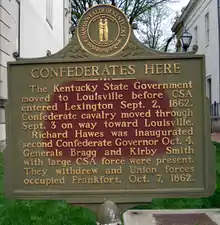 CONFEDERATES HERE
The Kentucky State Government
moved to Louisville before CSA
entered Lexington Sept. 2, 1862.
Confederate cavalry moved through
Sept. 3 on way toward Louisville.
Richard Hawes was inaugurated
second Confederate Governor Oct. 4.
Generals Bragg and Kirby Smith
with large CSA force were present.
They withdrew and Union forces
occupied Frankfort, Oct. 7, 1862.